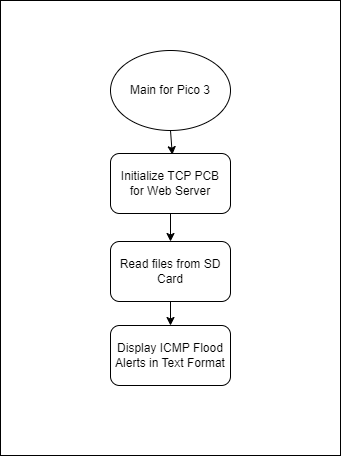 Main for Pico 3
Initialize TCP PCB
for Web Server
Read files from SD
Card
Display ICMP Flood
Alerts in Text Format